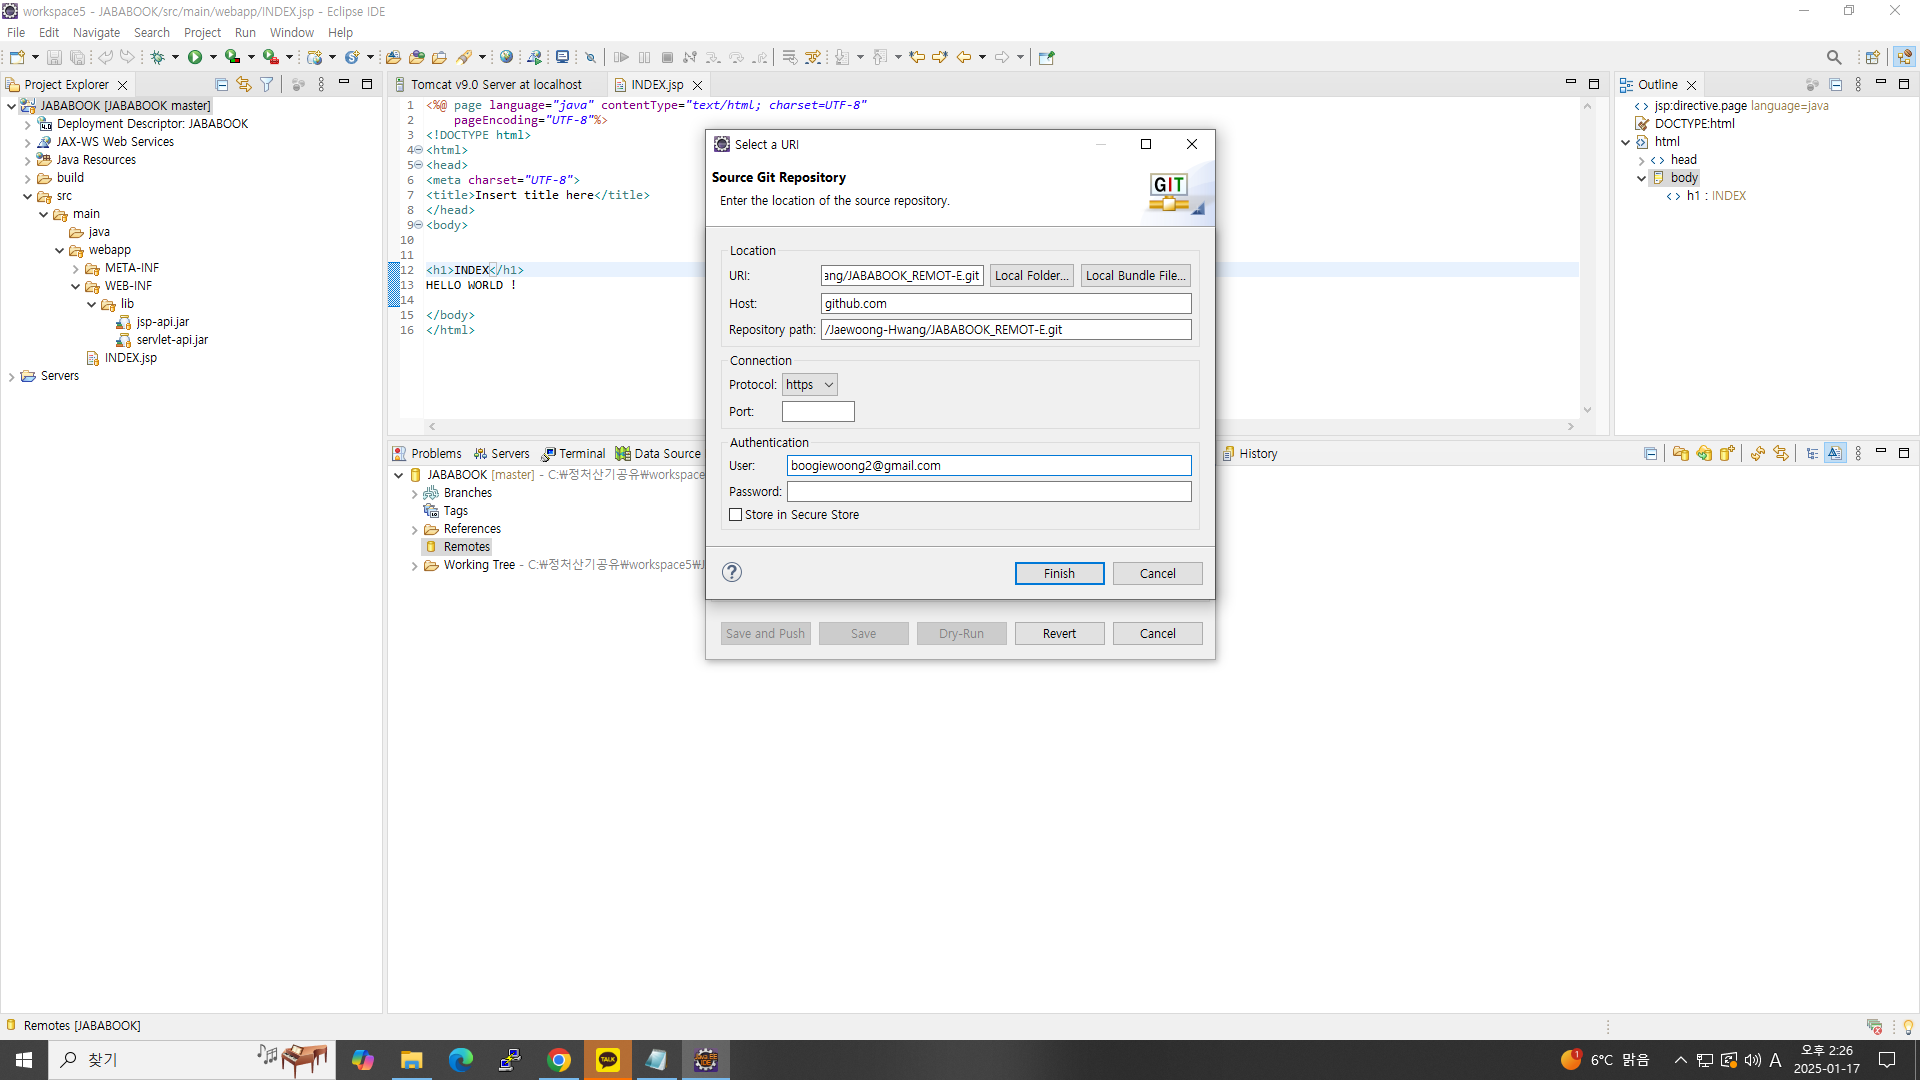 workspace5 - JABABOOK/src/main/webapp/INDEX.jsp - Eclipse IDE
File Edit Navigate Search Project Run Window Help
Project Explorer
JABABOOK [JABABOOK master]
Deployment Descriptor: JABABOOK
JAX-WS Web Services
Java Resources
build
src
main
java
webapp
META-INF
WEB-INF
lib
jsp-api.jar
servlet-api.jar
INDEX.jsp
Servers
Tomcat v9.0 Server at localhost
INDEX.jsp
1 <%@ page language="java" contentType="text/html; charset=UTF-8"
2 pageEncoding="UTF-8"%>
3 <!DOCTYPE html>
4 <html>
5 <head>
6 <meta charset="UTF-8">
7 <title>Insert title here</title>
8 </head>
9 <body>
10
11
12 <h1>INDEX</h1>
13 HELLO WORLD !
14
15 </body>
16 </html>
Outline
jsp:directive.page language=java
DOCTYPE:html
html
head
body
h1 : INDEX
Select a URI
Source Git Repository
Enter the location of the source repository.
GIT
Location
URI: ang/JABABOOK_REMOT-E.git Local Folder... Local Bundle File...
Host: github.com
Repository path: /Jaewoong-Hwang/JABABOOK_REMOT-E.git
Connection
Protocol: https
Port:
Authentication
User: boogiewoong2@gmail.com
Password:
Store in Secure Store
Finish Cancel
Save and Push Save Dry-Run Revert Cancel
Problems Servers Terminal Data Source
History
JABABOOK [master] - C:₩정처산기공유₩workspace
Branches
Tags
References
Remotes
Working Tree - C:₩정처산기공유₩workspace5₩J
Remotes [JABABOOK]
찾기
TALK
1 6°C 맑음
A
오후 2:26
2025-01-17